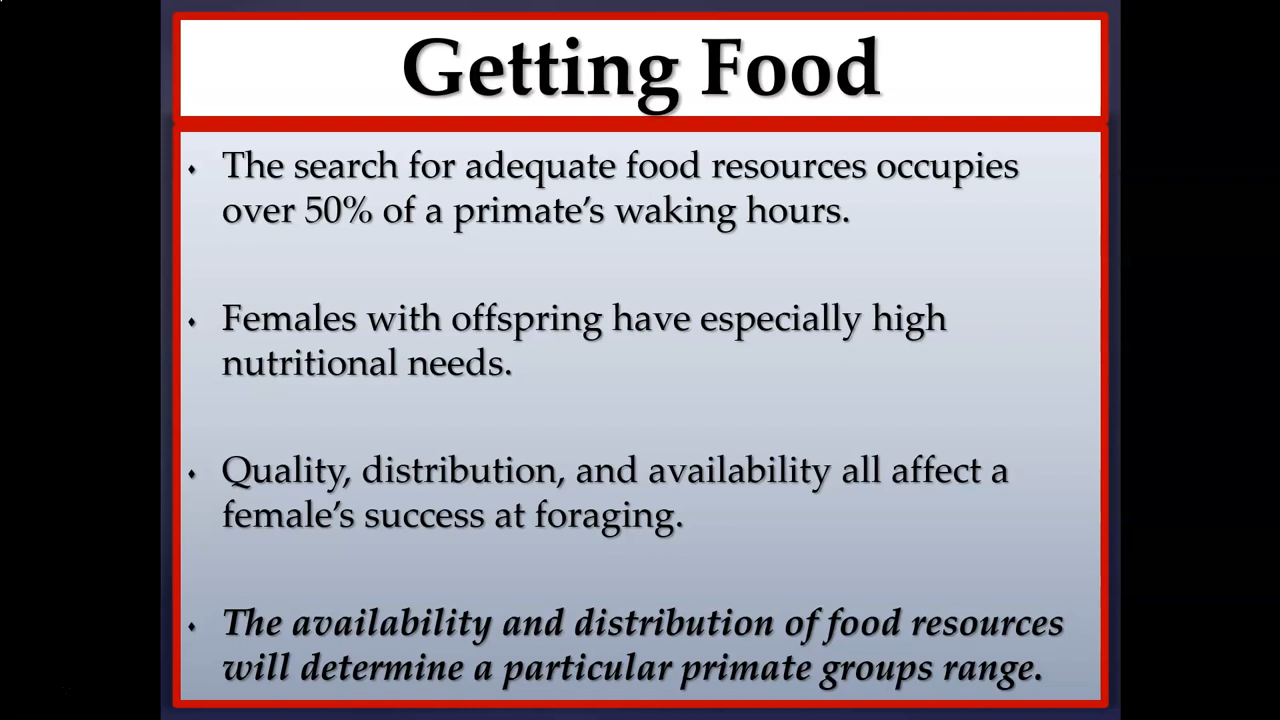 Getting Food
The search for adequate food resources occupies
over 50% of a primate’s waking hours.
Females with offspring have especially high
nutritional needs.
Quality, distribution, and availability all affect a
female’s success at foraging.
The availability and distribution of food resources
will determine a particular primate groups range.